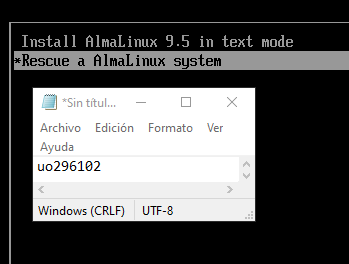 Install AlmaLinux 9.5 in text mode
*Rescue a AlmaLinux system
*Sin títul...
Archivo Edición Formato Ver
Ayuda
uo296102
Windows (CRLF) UTF-8